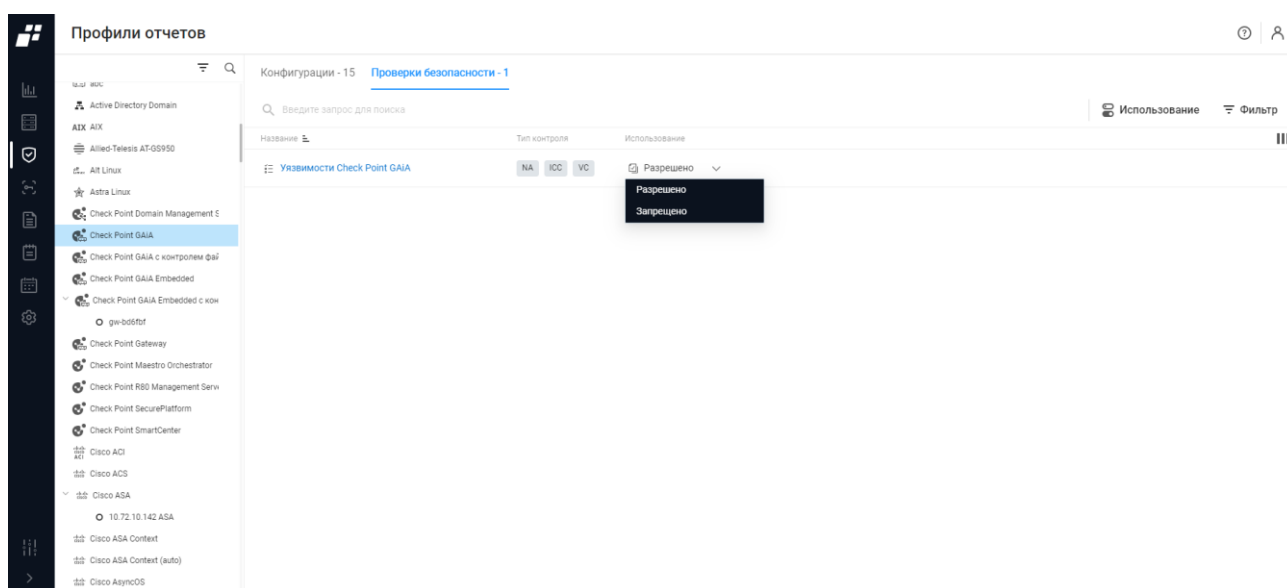 Профили отчетов
Конфигурации - 15 Проверки безопасности - 1
Введите запрос для поиска
Использование Фильтр
Название Тип контроля Использование
Уязвимости Check Point GAiA NA ICC VC Разрешено
Разрешено
Запрещено
Active Directory Domain
AIX AIX
Allied-Telesis AT-GS950
Alt Linux
Astra Linux
Check Point Domain Management S
Check Point GAiA
Check Point GAiA с контролем фай
Check Point GAiA Embedded
Check Point GAiA Embedded с кон
gw-bd6fbf
Check Point Gateway
Check Point Maestro Orchestrator
Check Point R80 Management Serv
Check Point SecurePlatform
Check Point SmartCenter
ACI Cisco ACI
Cisco ACS
Cisco ASA
10.72.10.142 ASA
Cisco ASA Context
Cisco ASA Context (auto)
Cisco AsyncOS